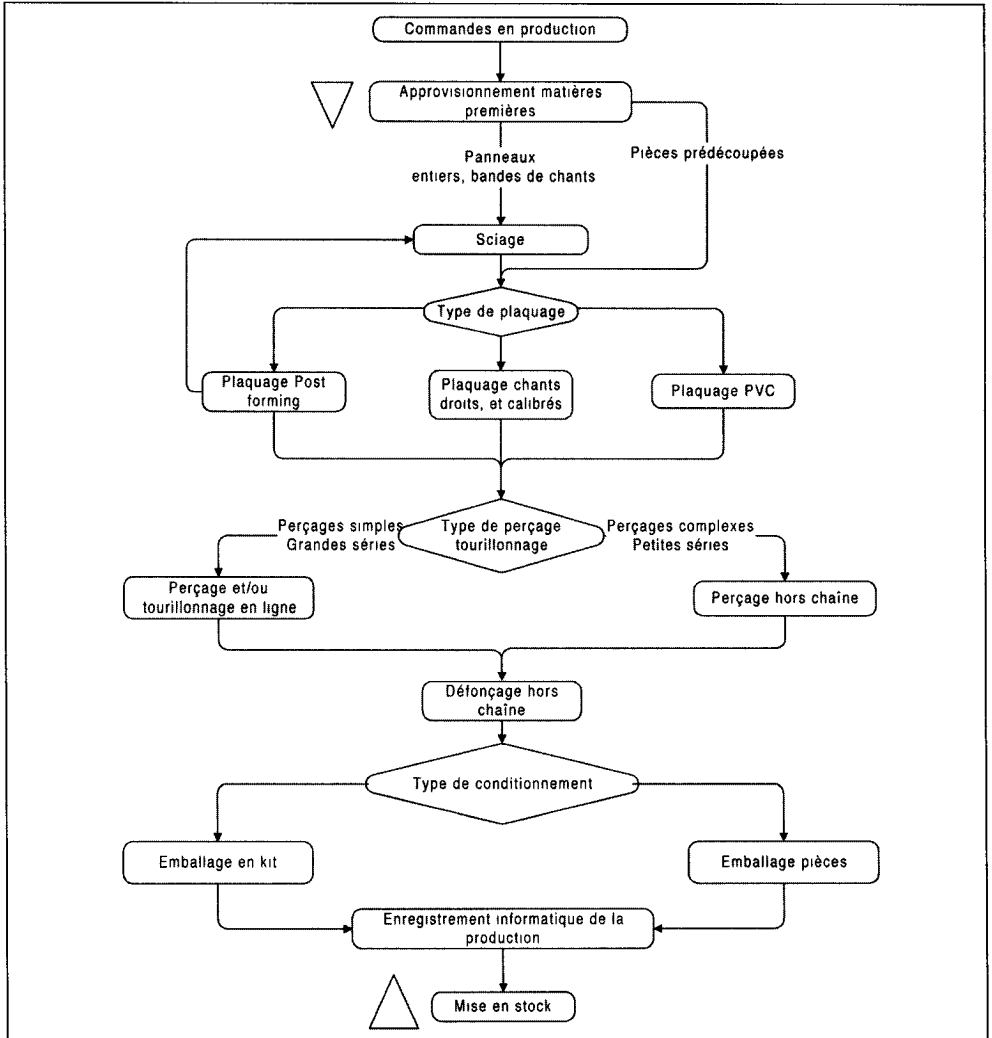 Commandes en production
Approvisionnement matières
premières
Panneaux
entiers, bandes de chants
Pièces prédécoupées
Sciage
Type de plaquage
Plaquage Post
forming
Plaquage chants
droits, et calibrés
Plaquage PVC
Perçages simples
Grandes séries
Type de perçage
tourillonnage
Perçages complexes
Petites séries
Perçage et/ou
tourillonnage en ligne
Perçage hors chaîne
Défonçage hors
chaîne
Type de conditionnement
Emballage en kit
Emballage pièces
Enregistrement informatique de la
production
Mise en stock